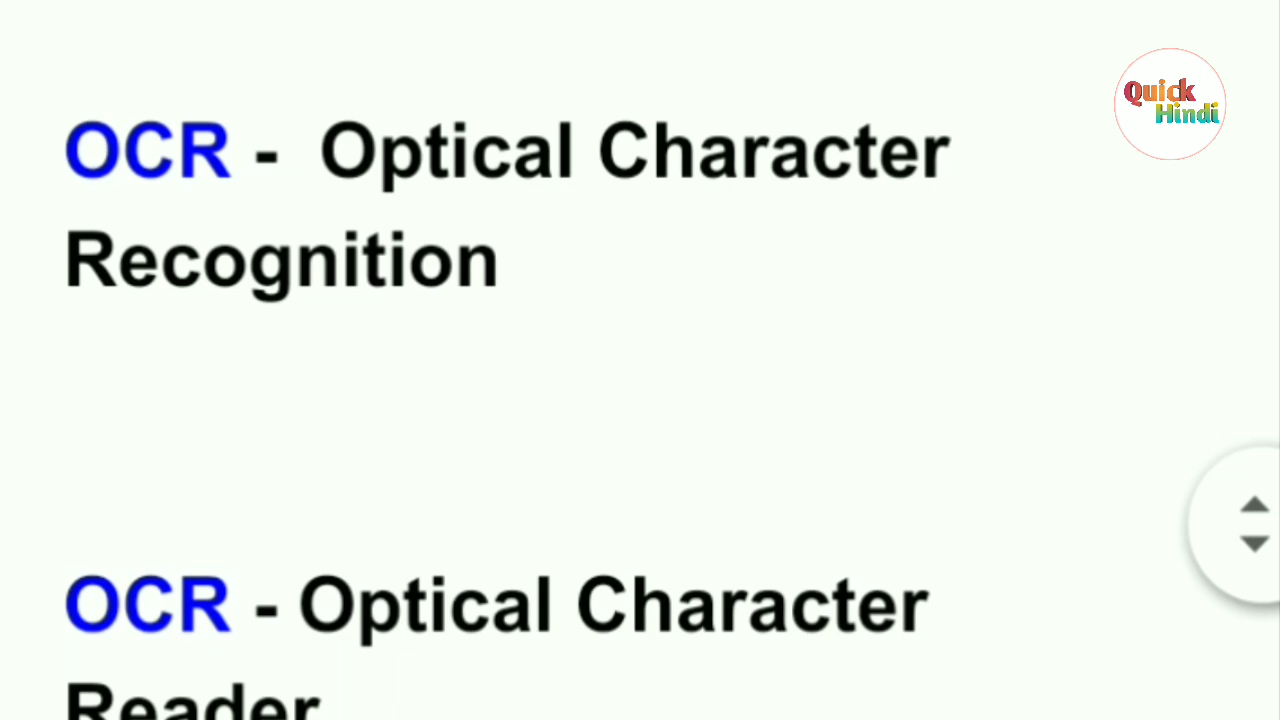 Quick
Hindi
OCR - Optical Character
Recognition
OCR - Optical Character
Reader